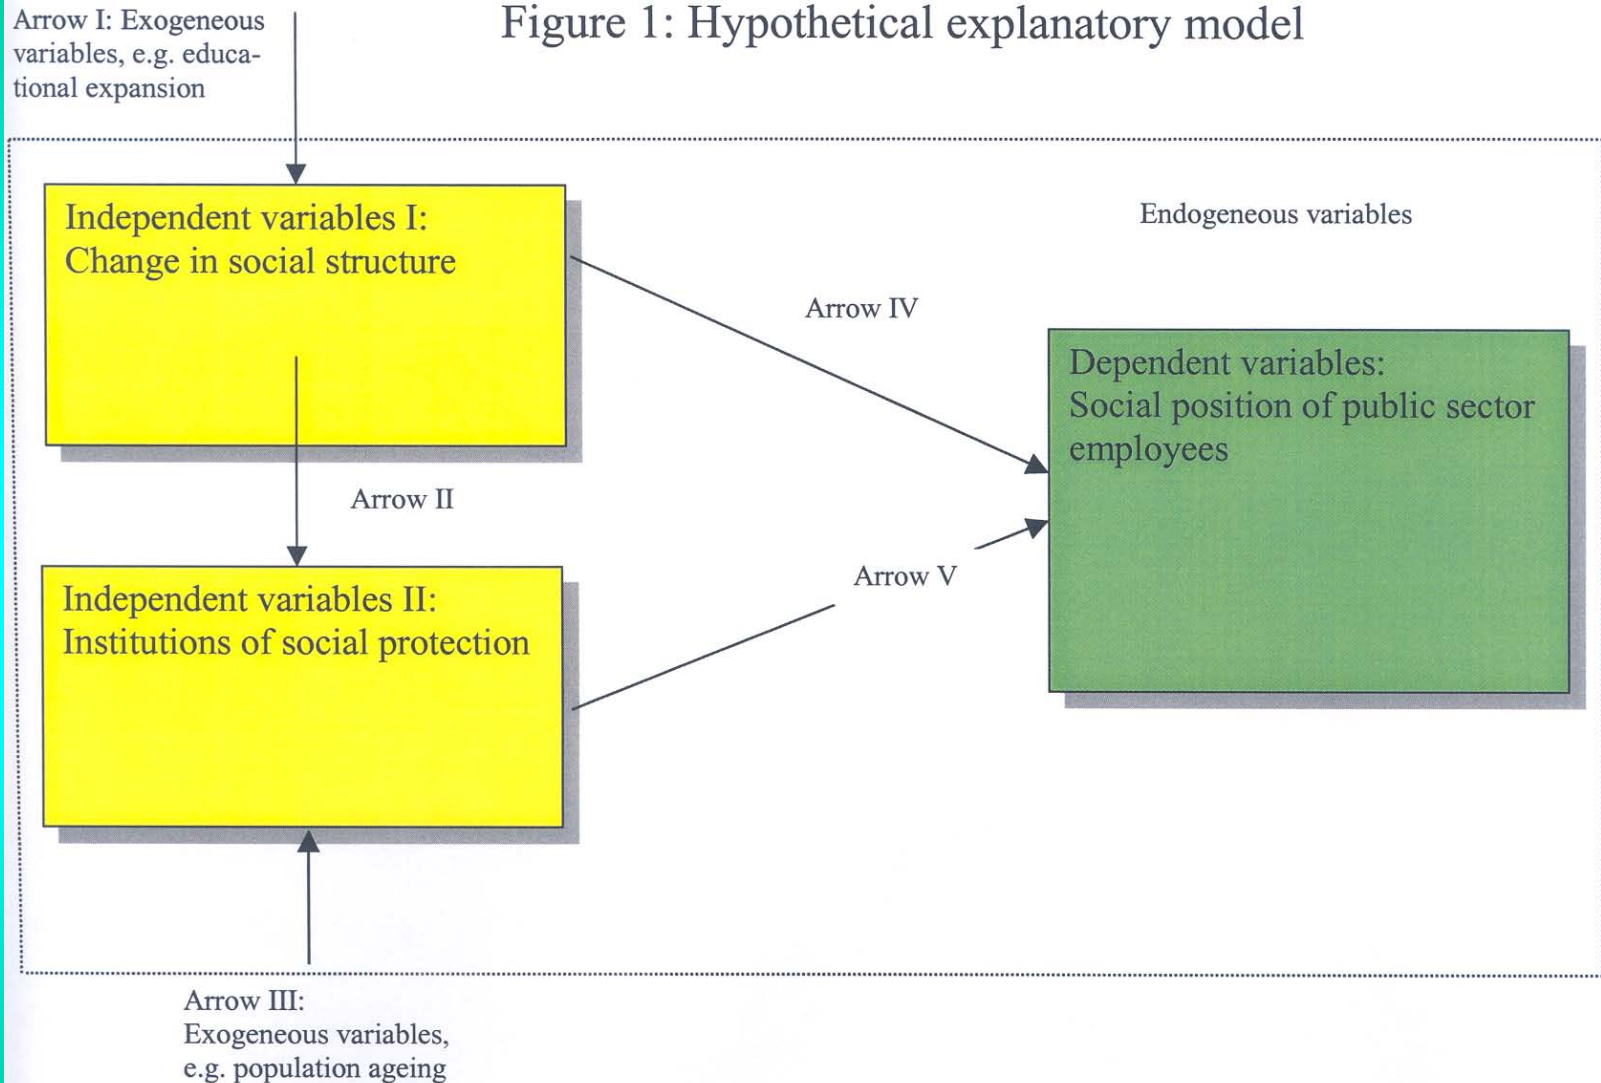 Figure 1: Hypothetical explanatory model
Arrow I: Exogeneous
variables, e.g. educa-
tional expansion
Independent variables I:
Change in social structure
Endogeneous variables
Arrow IV
Dependent variables:
Social position of public sector
employees
Arrow II
Arrow V
Independent variables II:
Institutions of social protection
Arrow III:
Exogeneous variables,
e.g. population ageing